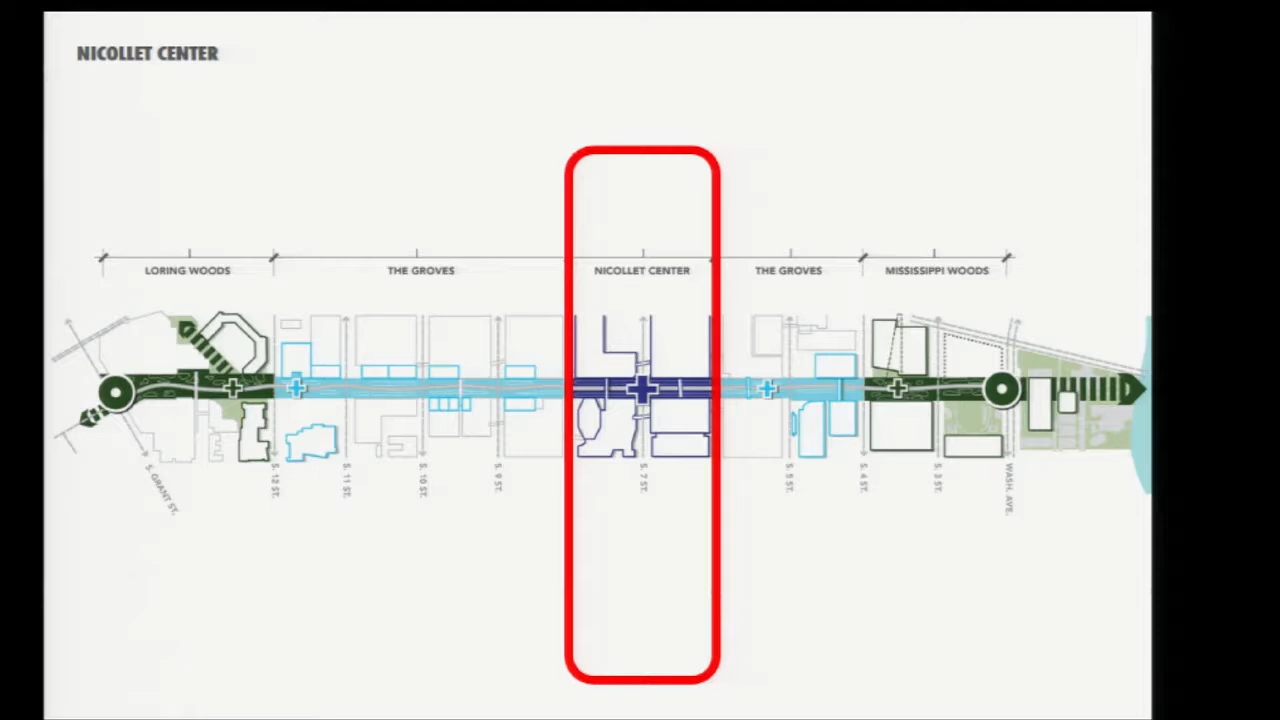 NICOLLET CENTER
LORING WOODS
THE GROVES
NICOLLET CENTER
THE GROVES
MISSISSIPPI WOODS
S. GRANT ST.
S. 12 ST.
S. 11 ST.
S. 10 ST.
S. 9 ST.
S. 7 ST.
S. 5 ST.
S. 4 ST.
S. 3 ST.
WASH. AVE.